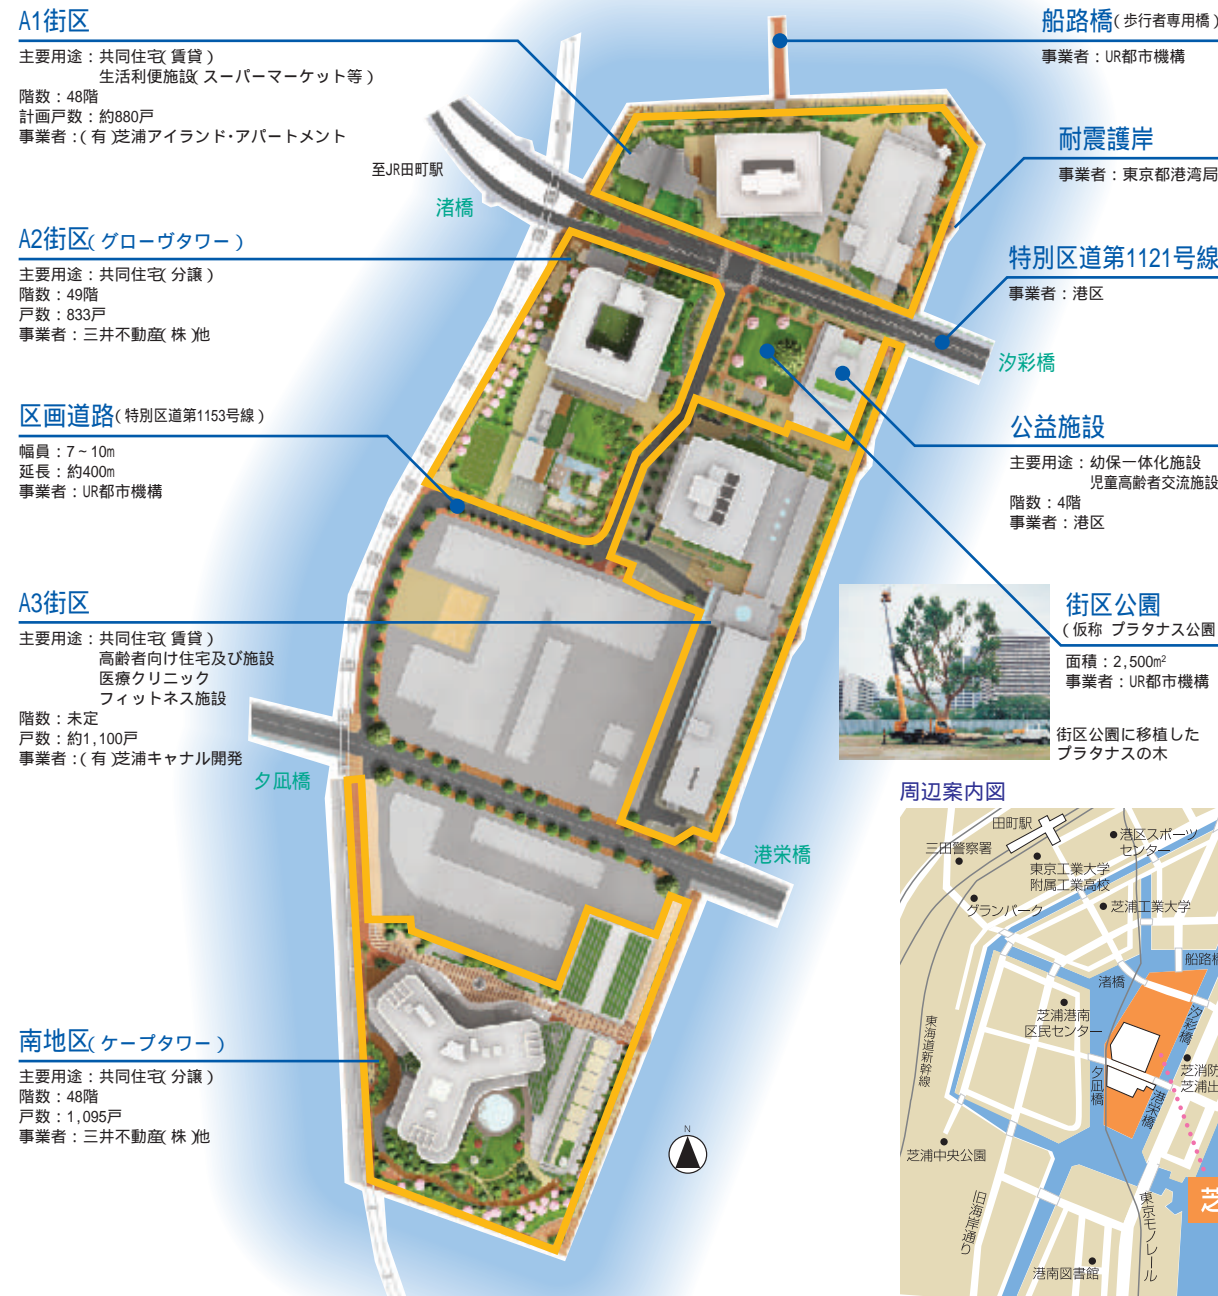 A1街区
主要用途：共同住宅(賃貸)
生活利便施設(スーパーマーケット等)
階数：48階
計画戸数：約880戸
事業者：(有)芝浦アイランド・アパートメント
至JR田町駅
渚橋
A2街区(グローヴタワー)
主要用途：共同住宅(分譲)
階数：49階
戸数：833戸
事業者：三井不動産(株)他
区画道路(特別区道第1153号線)
幅員：7~10m
延長：約400m
事業者：UR都市機構
A3街区
主要用途：共同住宅(賃貸)
高齢者向け住宅及び施設
医療クリニック
フィットネス施設
階数：未定
戸数：約1,100戸
事業者：(有)芝浦キャナル開発
夕凪橋
港栄橋
南地区(ケープタワー)
主要用途：共同住宅(分譲)
階数：48階
戸数：1,095戸
事業者：三井不動産(株)他
N
船路橋(歩行者専用橋)
事業者：UR都市機構
耐震護岸
事業者：東京都港湾局
特別区道第1121号線
事業者：港区
汐彩橋
公益施設
主要用途：幼保一体化施設
児童高齢者交流施設
階数：4階
事業者：港区
街区公園
(仮称 プラタナス公園
面積：2,500m²
事業者：UR都市機構
街区公園に移植した
プラタナスの木
周辺案内図
田町駅
港区スポーツ
センター
三田警察署
東京工業大学
附属工業高校
グランパーク
芝浦工業大学
船路橋
渚橋
芝浦港南
区民センター
汐彩橋
東海道新幹線
夕凪橋
芝消防
芝浦出
港栄橋
芝浦中央公園
芝
旧海岸通り
東京モノレール
港南図書館